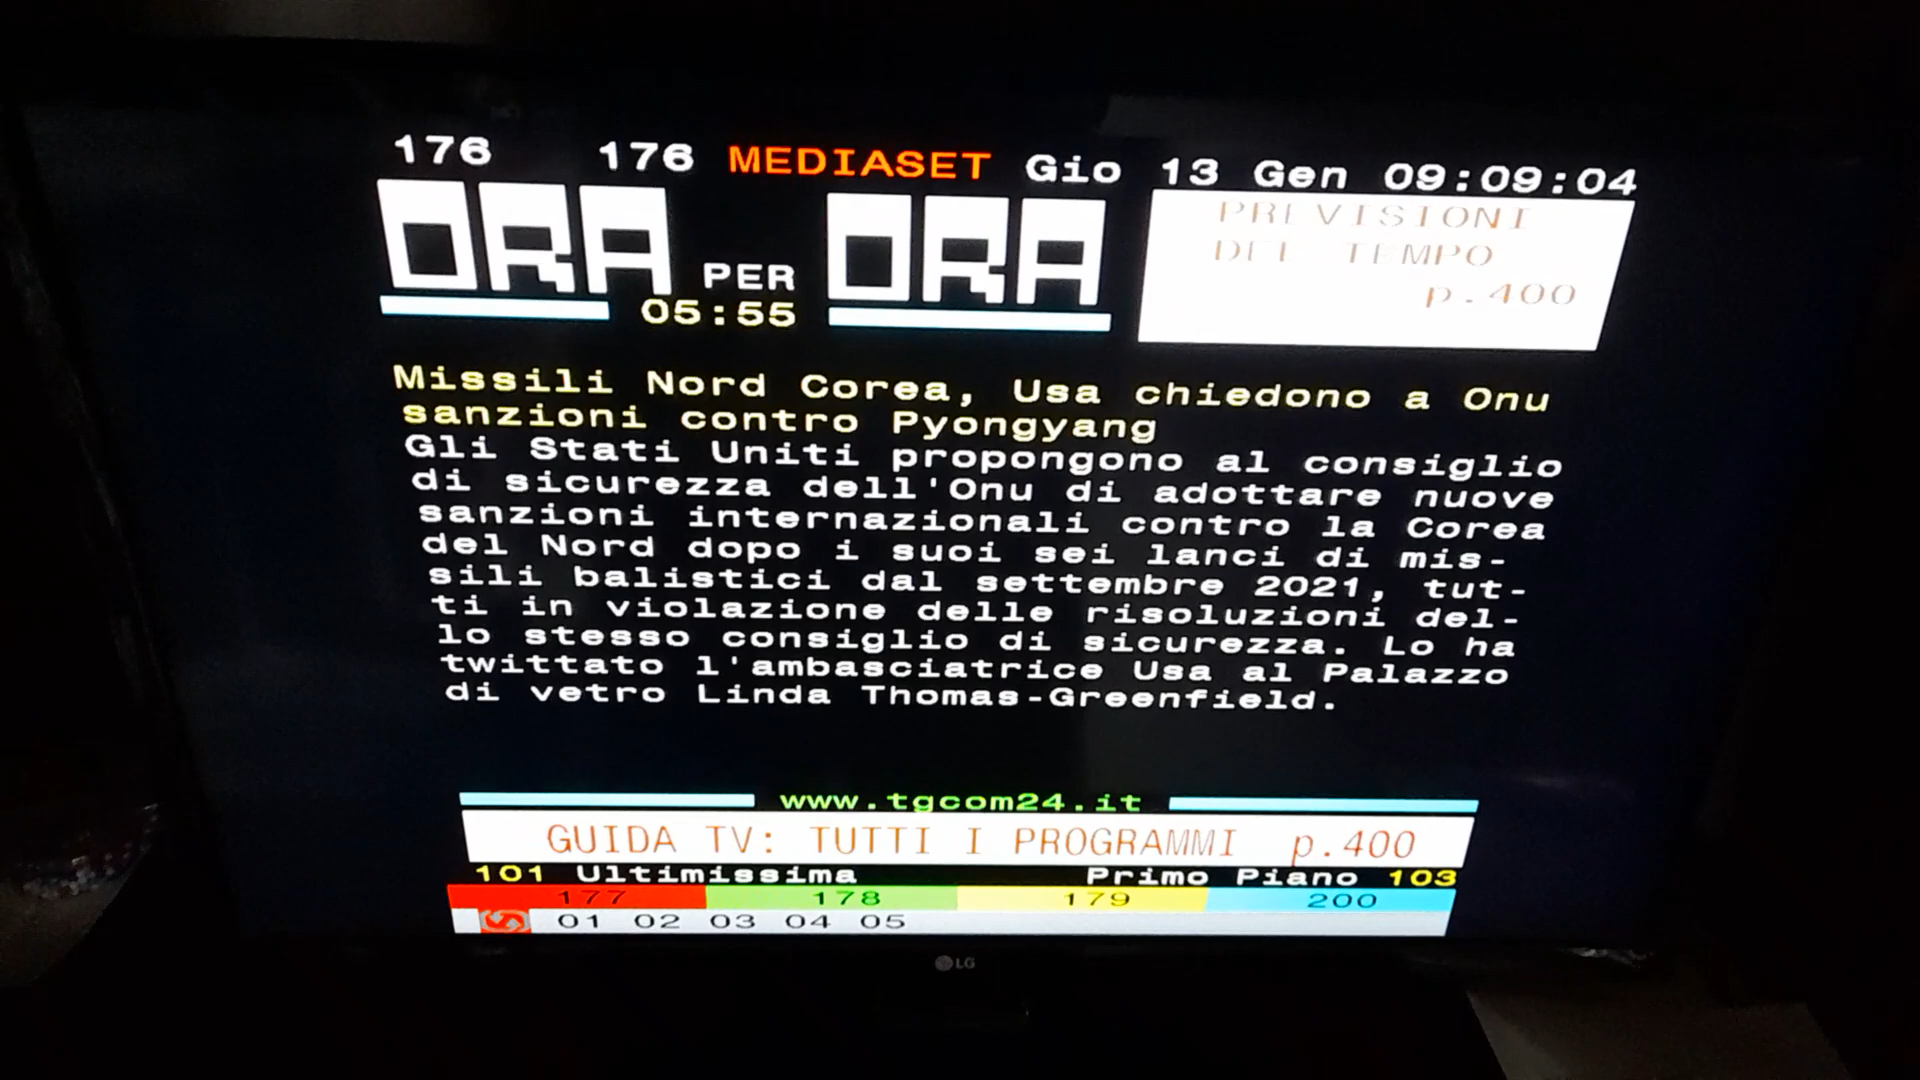 176 176 MEDIASET Gio 13 Gen 09:09:04
ORA PER ORA
05:55
PREVISIONI
DEL TEMPO
p.400
Missili Nord Corea, Usa chiedono a Onu
sanzioni contro Pyongyang
Gli Stati Uniti propongono al consiglio
di sicurezza dell'Onu di adottare nuove
sanzioni internazionali contro la Corea
del Nord dopo i suoi sei lanci di mis-
sili balistici dal settembre 2021, tut-
ti in violazione delle risoluzioni del-
lo stesso consiglio di sicurezza. Lo ha
twittato l'ambasciatrice Usa al Palazzo
di vetro Linda Thomas-Greenfield.
www.tgcom24.it
GUIDA TV: TUTTI I PROGRAMMI p.400
101 Ultimissima Primo Piano 103
177 178 179 200
01 02 03 04 05
LG